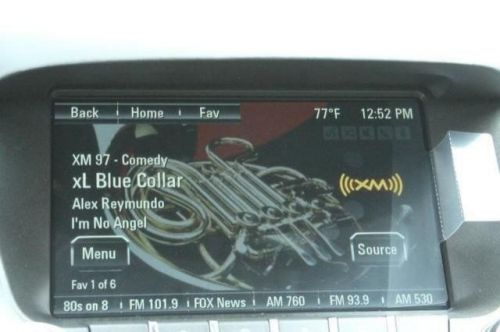 Back Home Fav 77°F 12:52 PM
XM 97 - Comedy
xL Blue Collar
Alex Reymundo
I'm No Angel
XM
Menu
Source
Fav 1 of 6
80s on 8 FM 101.9 FOX News AM 760 FM 93.9 AM 530